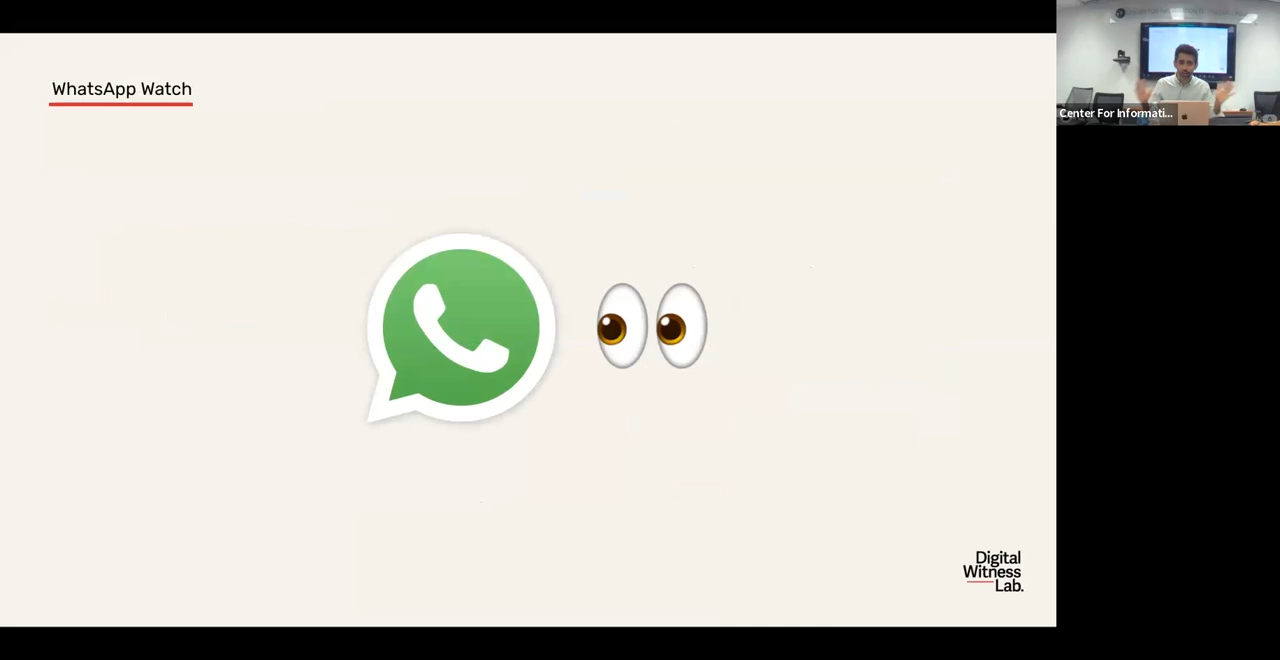 WhatsApp Watch
Center For Informati...
Digital
Witness
Lab.